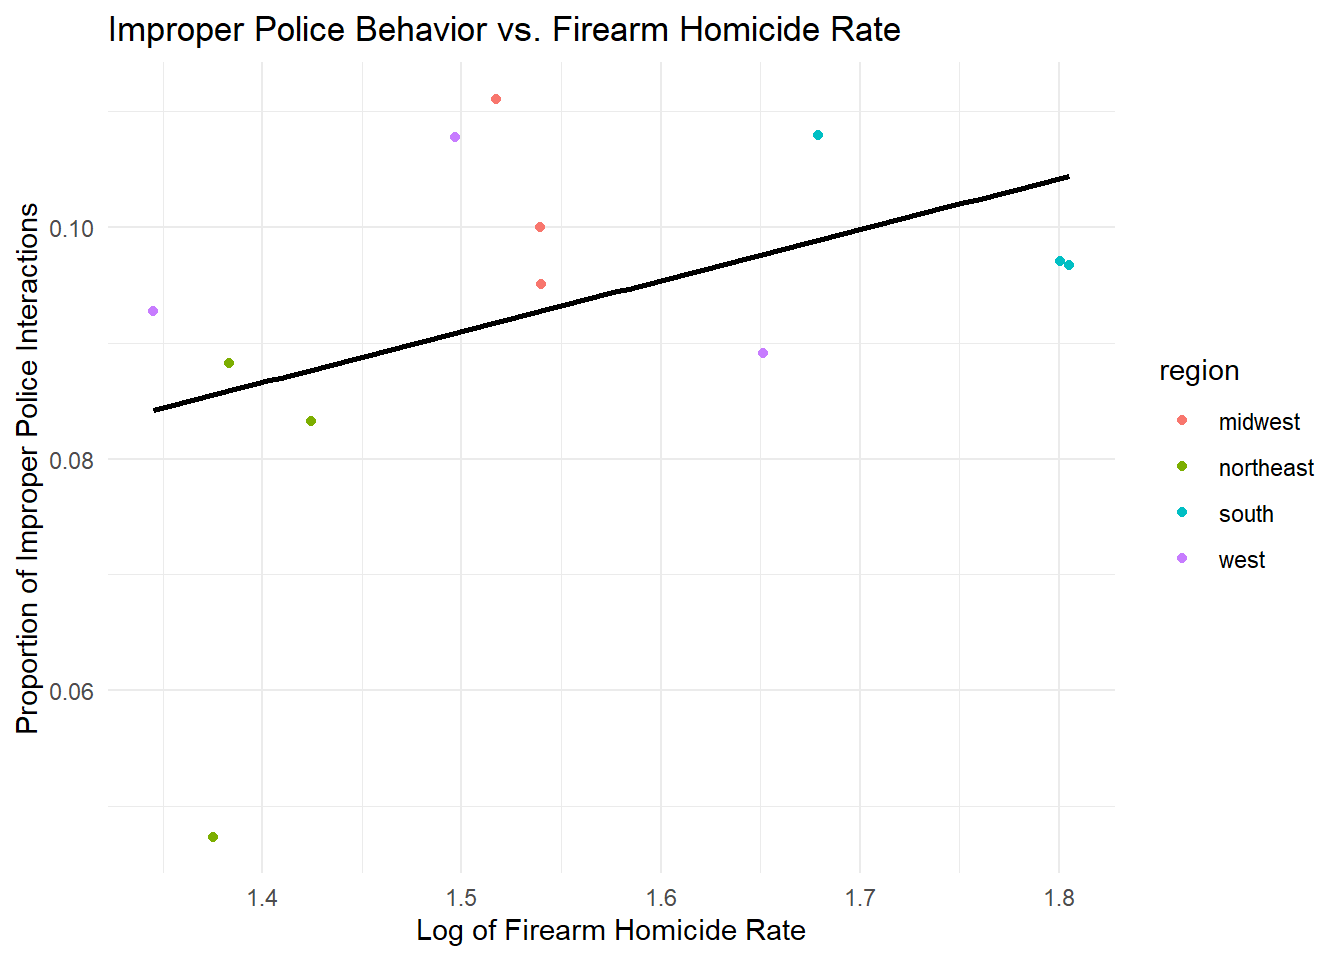 Improper Police Behavior vs. Firearm Homicide Rate
Proportion of Improper Police Interactions
0.10
0.08
0.06
1.4 1.5 1.6 1.7 1.8
Log of Firearm Homicide Rate
region
midwest
northeast
south
west